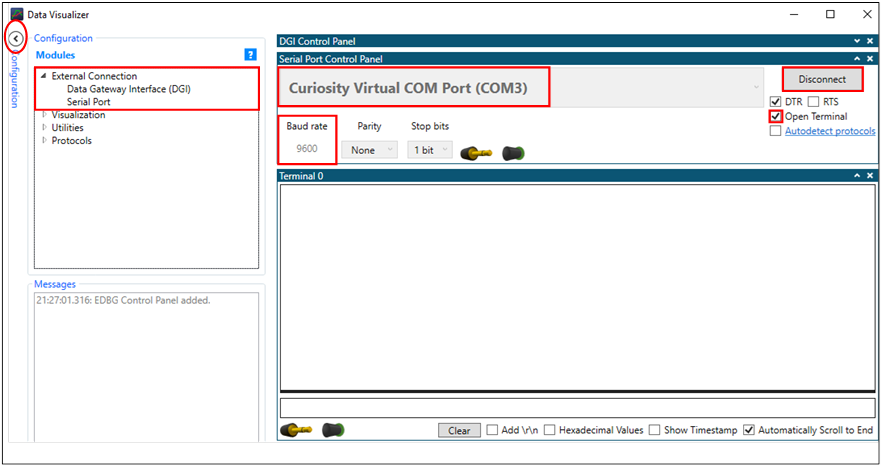 Data Visualizer
Configuration
Configuration
Modules
?
External Connection
Data Gateway Interface (DGI)
Serial Port
Visualization
Utilities
Protocols
Messages
21:27:01.316: EDBG Control Panel added.
DGI Control Panel
Serial Port Control Panel
Curiosity Virtual COM Port (COM3)
Disconnect
DTR RTS
Open Terminal
Autodetect protocols
Baud rate Parity Stop bits
9600 None 1 bit
Terminal 0
Clear Add \r\n Hexadecimal Values Show Timestamp Automatically Scroll to End